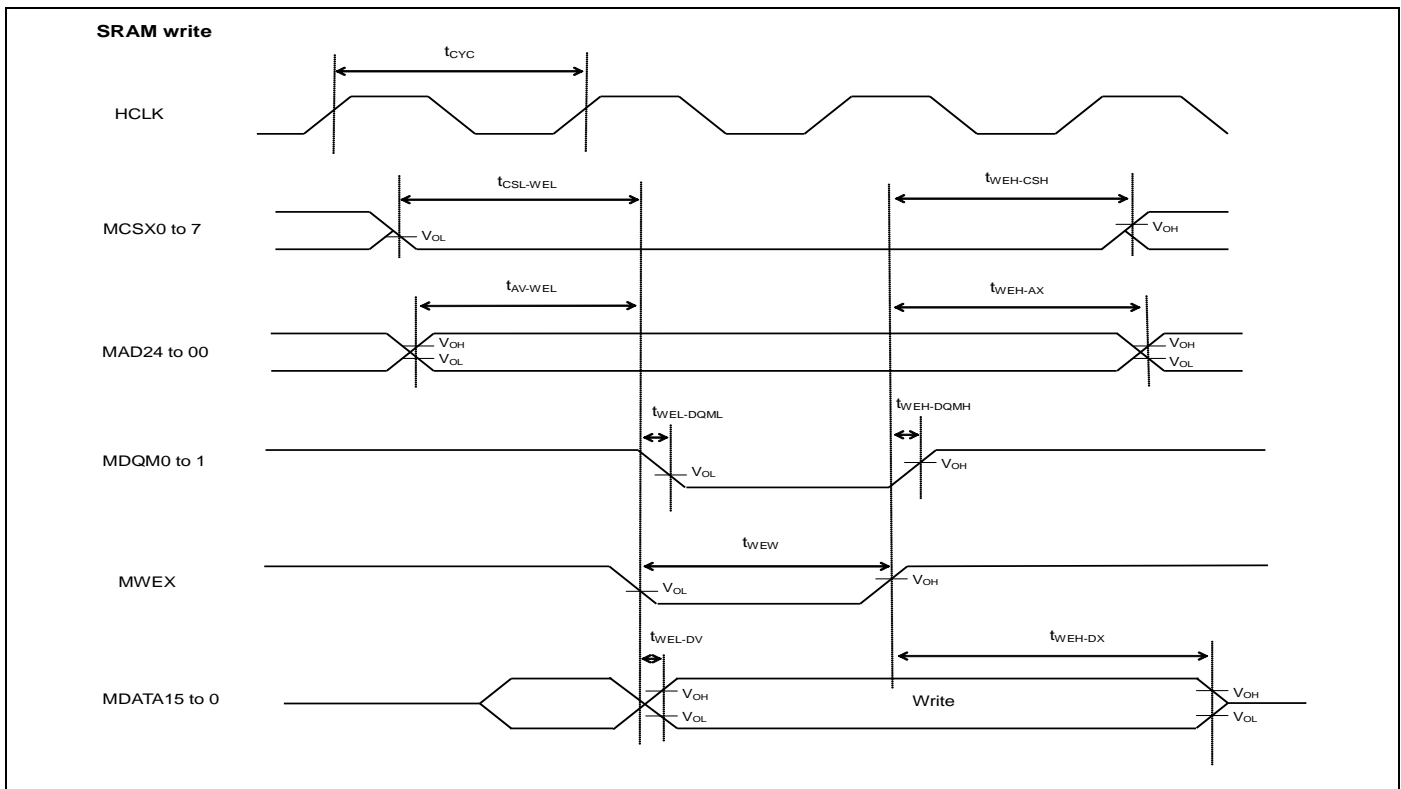 SRAM write
tCYC
HCLK
tCSL-WEL
tWEH-CSH
MCSX0 to 7
VOL
VOH
tAV-WEL
tWEH-AX
MAD24 to 00
VOH
VOL
VOH
VOL
tWEL-DQML
tWEH-DQMH
MDQM0 to 1
VOL
VOH
tWEW
MWEX
VOL
VOH
tWEL-DV
tWEH-DX
MDATA15 to 0
VOH
VOL
Write
VOH
VOL